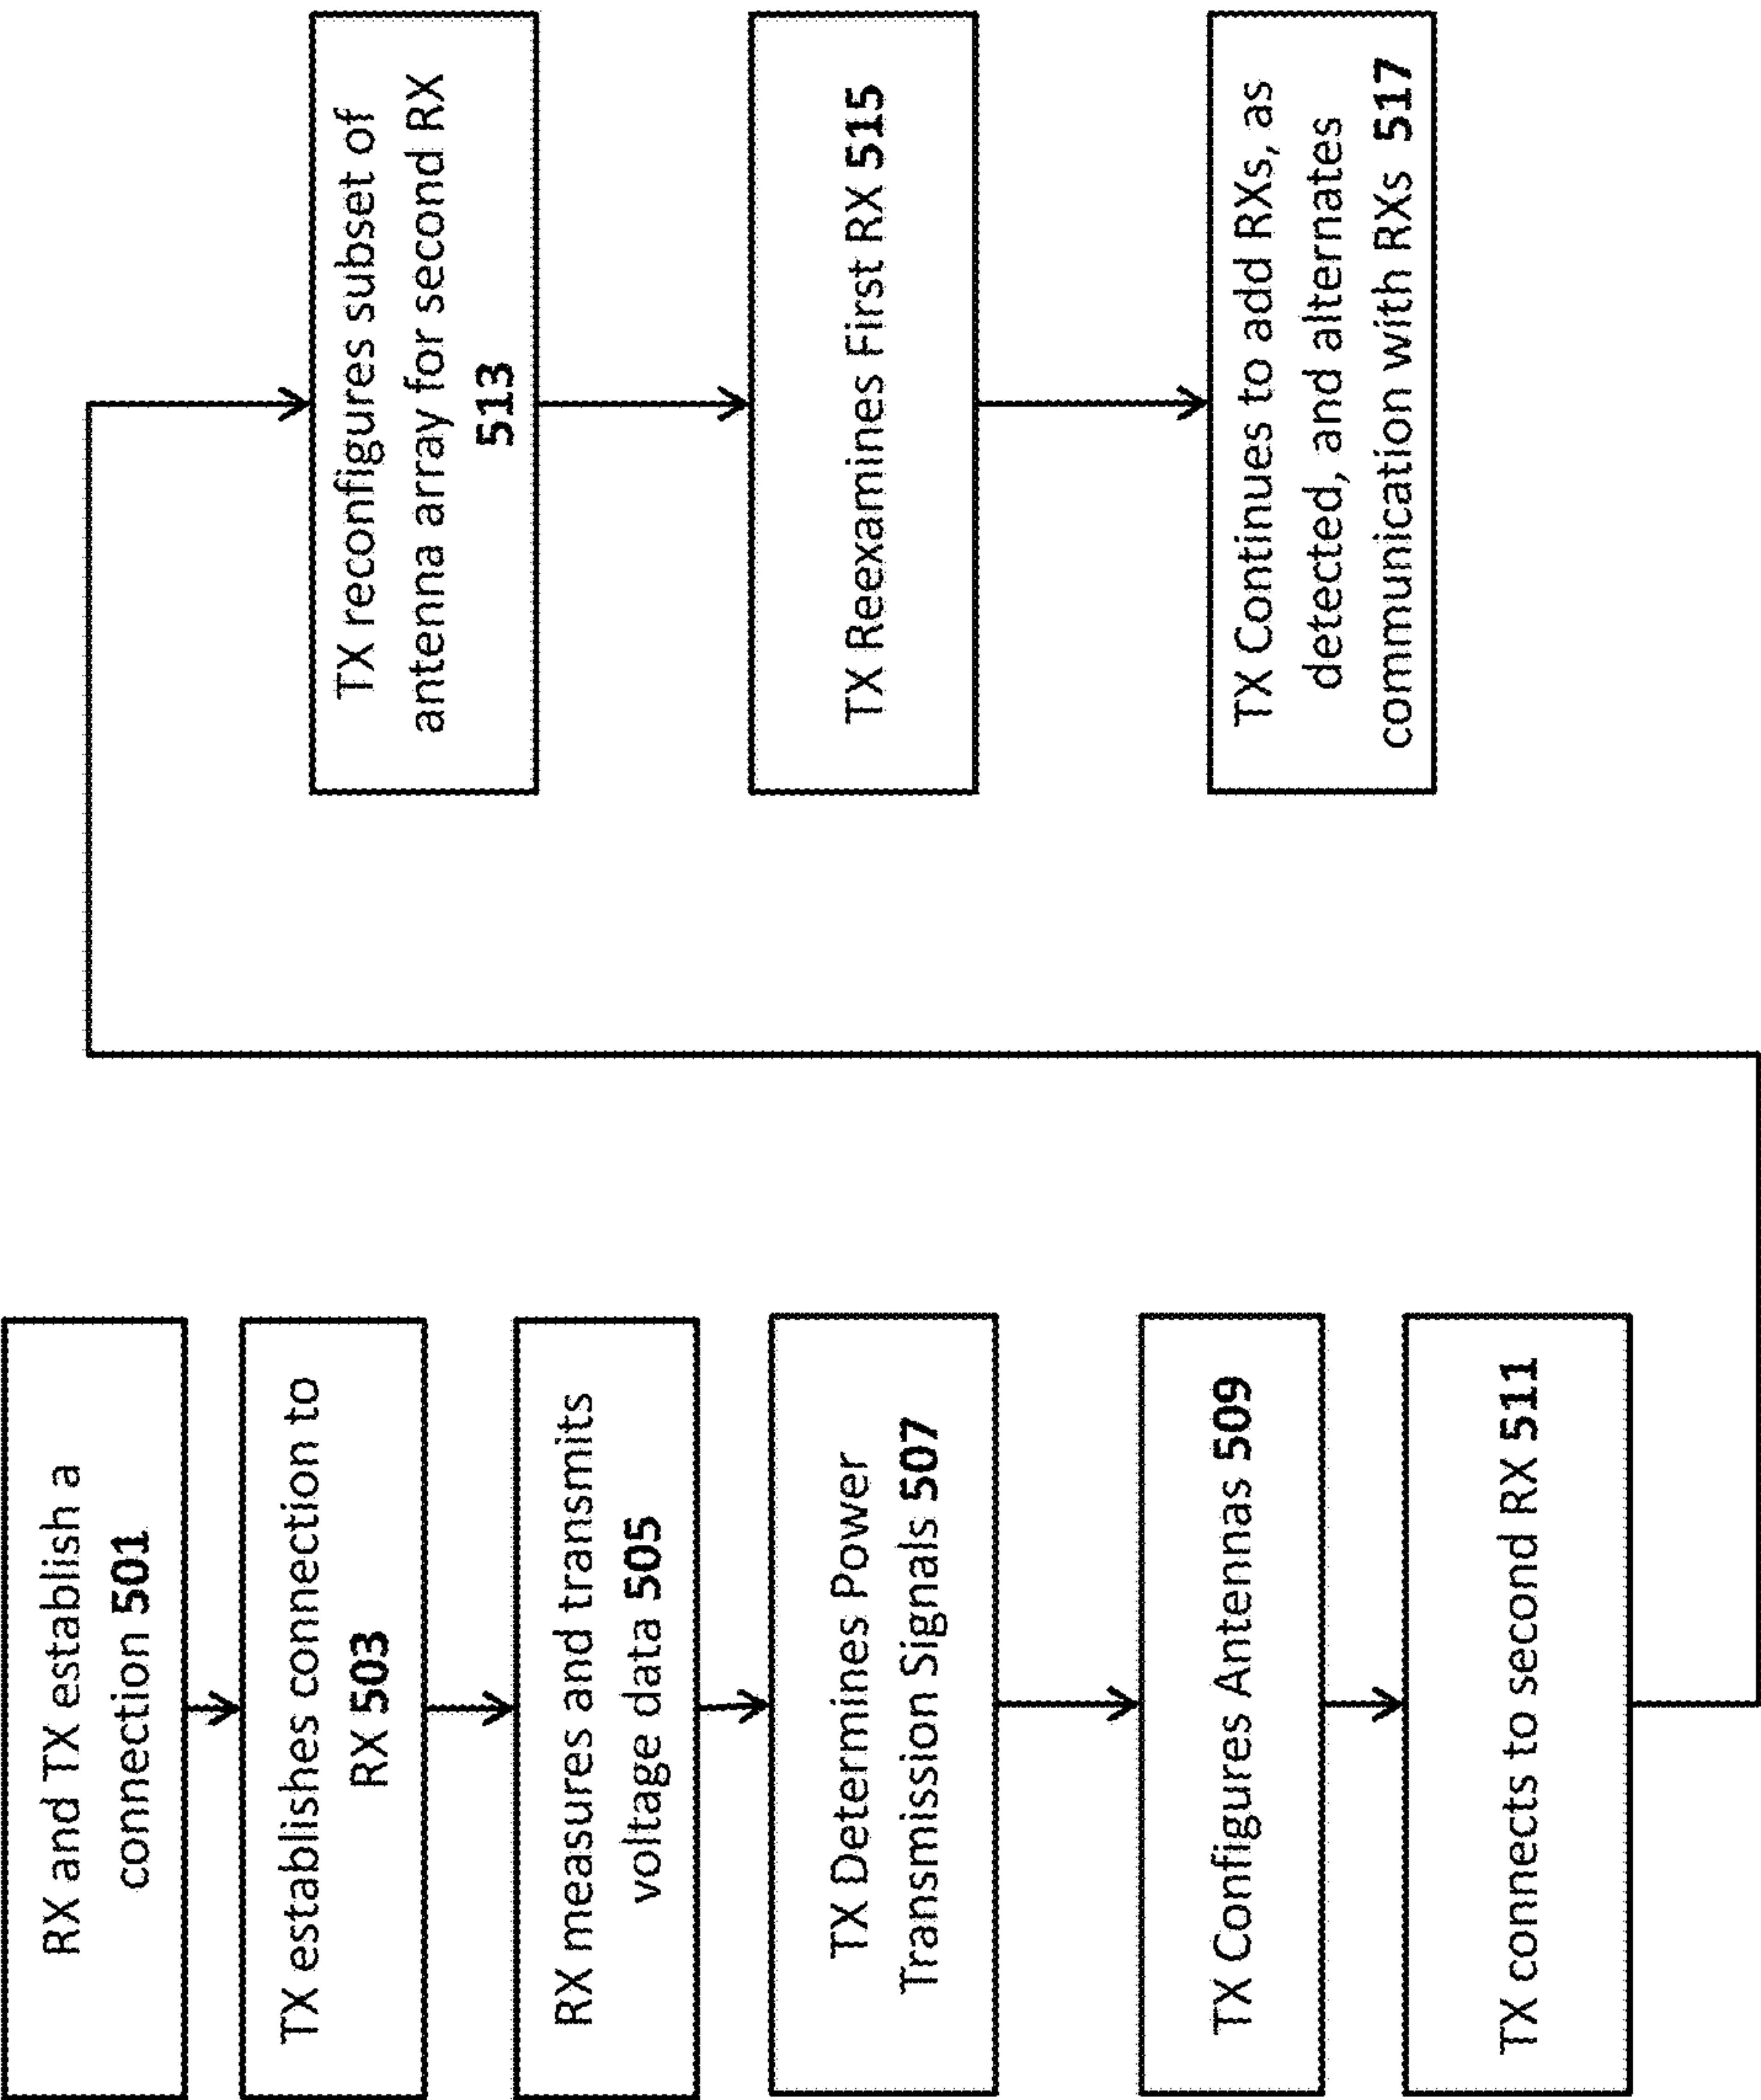 RX and TX establish a
connection 501
TX establishes connection to
RX 503
RX measures and transmits
voltage data 505
TX Determines Power
Transmission Signals 507
TX Configures Antennas 509
TX connects to second RX 511
TX reconfigures subset of
antenna array for second RX
513
TX Reexamines First RX 515
TX Continues to add RXs, as
detected, and alternates
communication with RXs 517